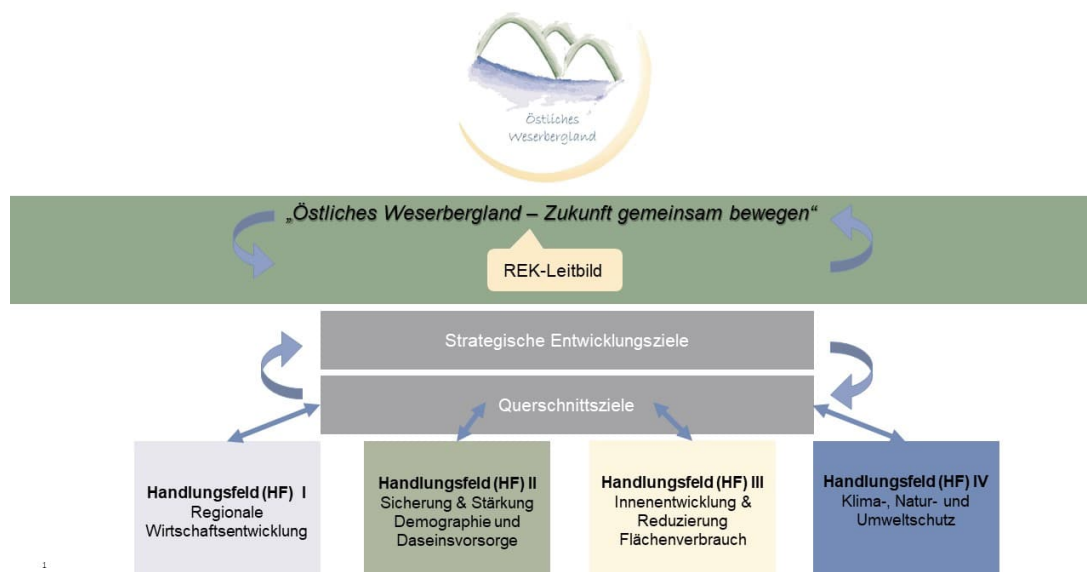 Östliches
Weserbergland
„Östliches Weserbergland – Zukunft gemeinsam bewegen“
REK-Leitbild
Strategische Entwicklungsziele
Querschnittsziele
Handlungsfeld (HF) I
Regionale
Wirtschaftsentwicklung
Handlungsfeld (HF) II
Sicherung & Stärkung
Demographie und
Daseinsvorsorge
Handlungsfeld (HF) III
Innenentwicklung &
Reduzierung
Flächenverbrauch
Handlungsfeld (HF) IV
Klima-, Natur- und
Umweltschutz
1